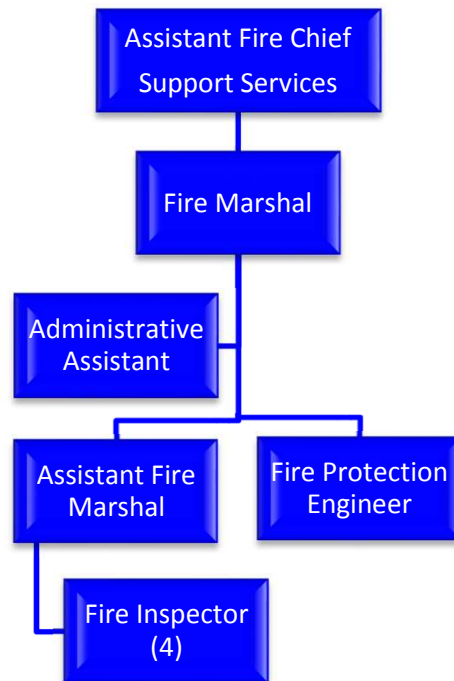 Assistant Fire Chief
Support Services
Fire Marshal
Administrative
Assistant
Assistant Fire
Marshal
Fire Protection
Engineer
Fire Inspector
(4)